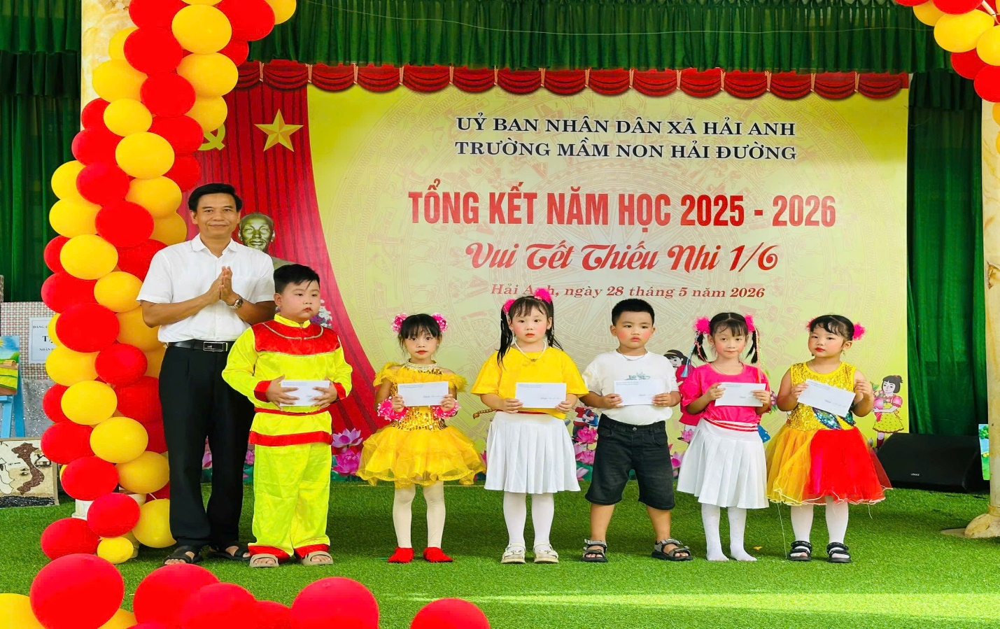 UỶ BAN NHÂN DÂN XÃ HẢI ANH
TRƯỜNG MẦM NON HẢI ĐƯỜNG
TỔNG KẾT NĂM HỌC 2025 - 2026
Vui Tết Thiếu Nhi 1/6
Hải Anh, ngày 28 tháng 5 năm 2026